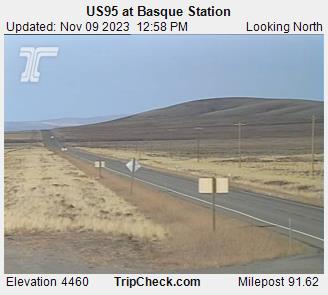 US95 at Basque Station
Updated: Nov 09 2023 12:58 PM Looking North
Elevation 4460 TripCheck.com Milepost 91.62